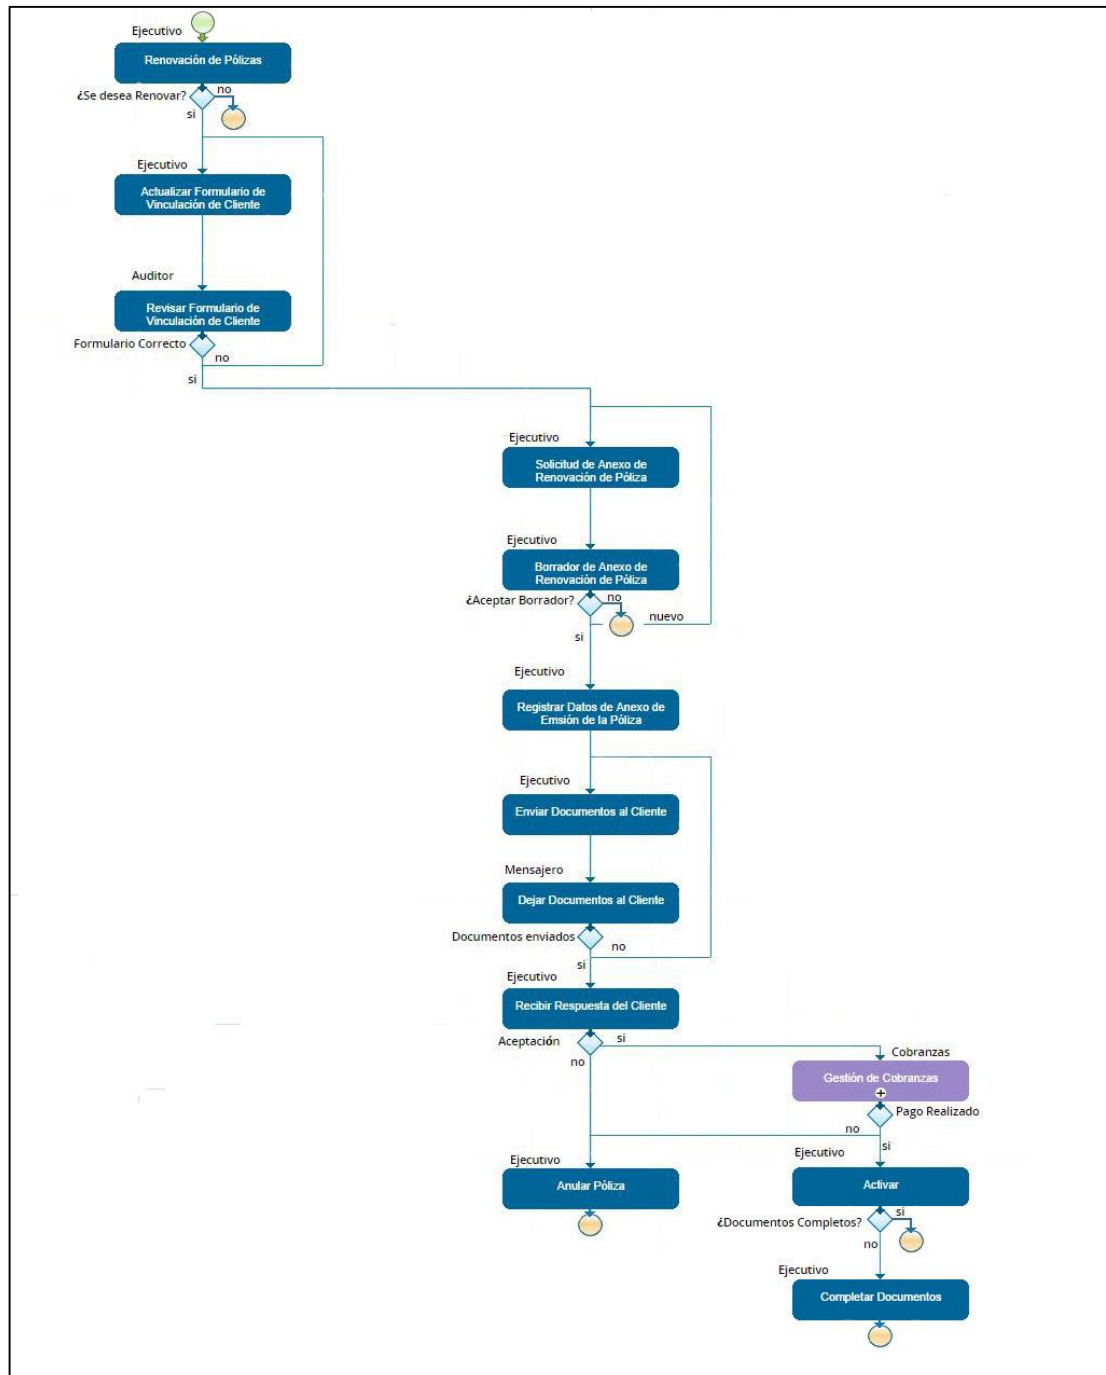 Ejecutivo
Renovación de Pólizas
¿Se desea Renovar?
no
si
Ejecutivo
Actualizar Formulario de
Vinculación de Cliente
Auditor
Revisar Formulario de
Vinculación de Cliente
Formulario Correcto
no
si
Ejecutivo
Solicitud de Anexo de
Renovación de Póliza
Ejecutivo
Borrador de Anexo de
Renovación de Póliza
¿Aceptar Borrador?
no
nuevo
si
Ejecutivo
Registrar Datos de Anexo de
Emsión de la Póliza
Ejecutivo
Enviar Documentos al Cliente
Mensajero
Dejar Documentos al Cliente
Documentos enviados
no
si
Ejecutivo
Recibir Respuesta del Cliente
Aceptación
si
no
Cobranzas
Gestión de Cobranzas
Pago Realizado
no
si
Ejecutivo
Anular Póliza
Ejecutivo
Activar
¿Documentos Completos?
si
no
Ejecutivo
Completar Documentos